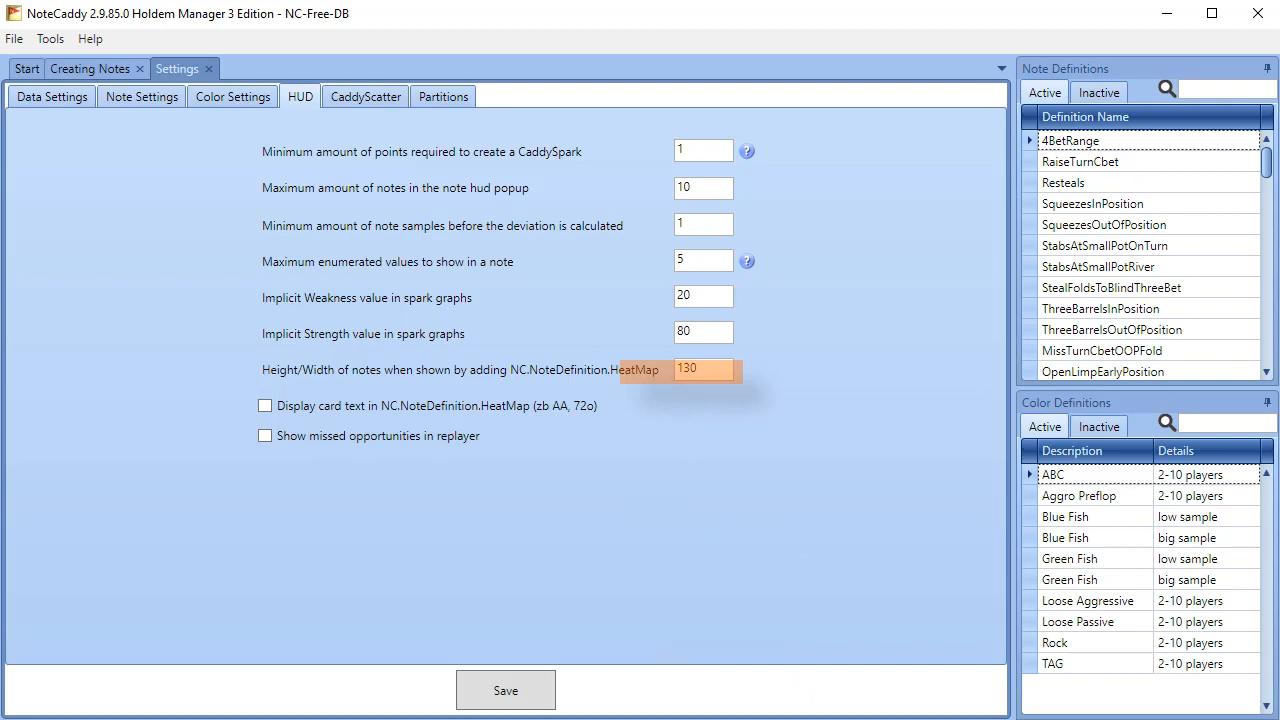 NoteCaddy 2.9.85.0 Holdem Manager 3 Edition - NC-Free-DB
File Tools Help
Start Creating Notes Settings
Data Settings Note Settings Color Settings HUD CaddyScatter Partitions
Minimum amount of points required to create a CaddySpark 1
Maximum amount of notes in the note hud popup 10
Minimum amount of note samples before the deviation is calculated 1
Maximum enumerated values to show in a note 5
Implicit Weakness value in spark graphs 20
Implicit Strength value in spark graphs 80
Height/Width of notes when shown by adding NC.NoteDefinition.HeatMap 130
Display card text in NC.NoteDefinition.HeatMap (zb AA, 72o)
Show missed opportunities in replayer
Save
Note Definitions
Active Inactive
Definition Name
4BetRange
RaiseTurnCbet
Resteals
SqueezesInPosition
SqueezesOutOfPosition
StabsAtSmallPotOnTurn
StabsAtSmallPotRiver
StealFoldsToBlindThreeBet
ThreeBarrelsInPosition
ThreeBarrelsOutOfPosition
MissTurnCbetOOPFold
OpenLimpEarlyPosition
Color Definitions
Active Inactive
Description Details
ABC 2-10 players
Aggro Preflop 2-10 players
Blue Fish low sample
Blue Fish big sample
Green Fish low sample
Green Fish big sample
Loose Aggressive 2-10 players
Loose Passive 2-10 players
Rock 2-10 players
TAG 2-10 players